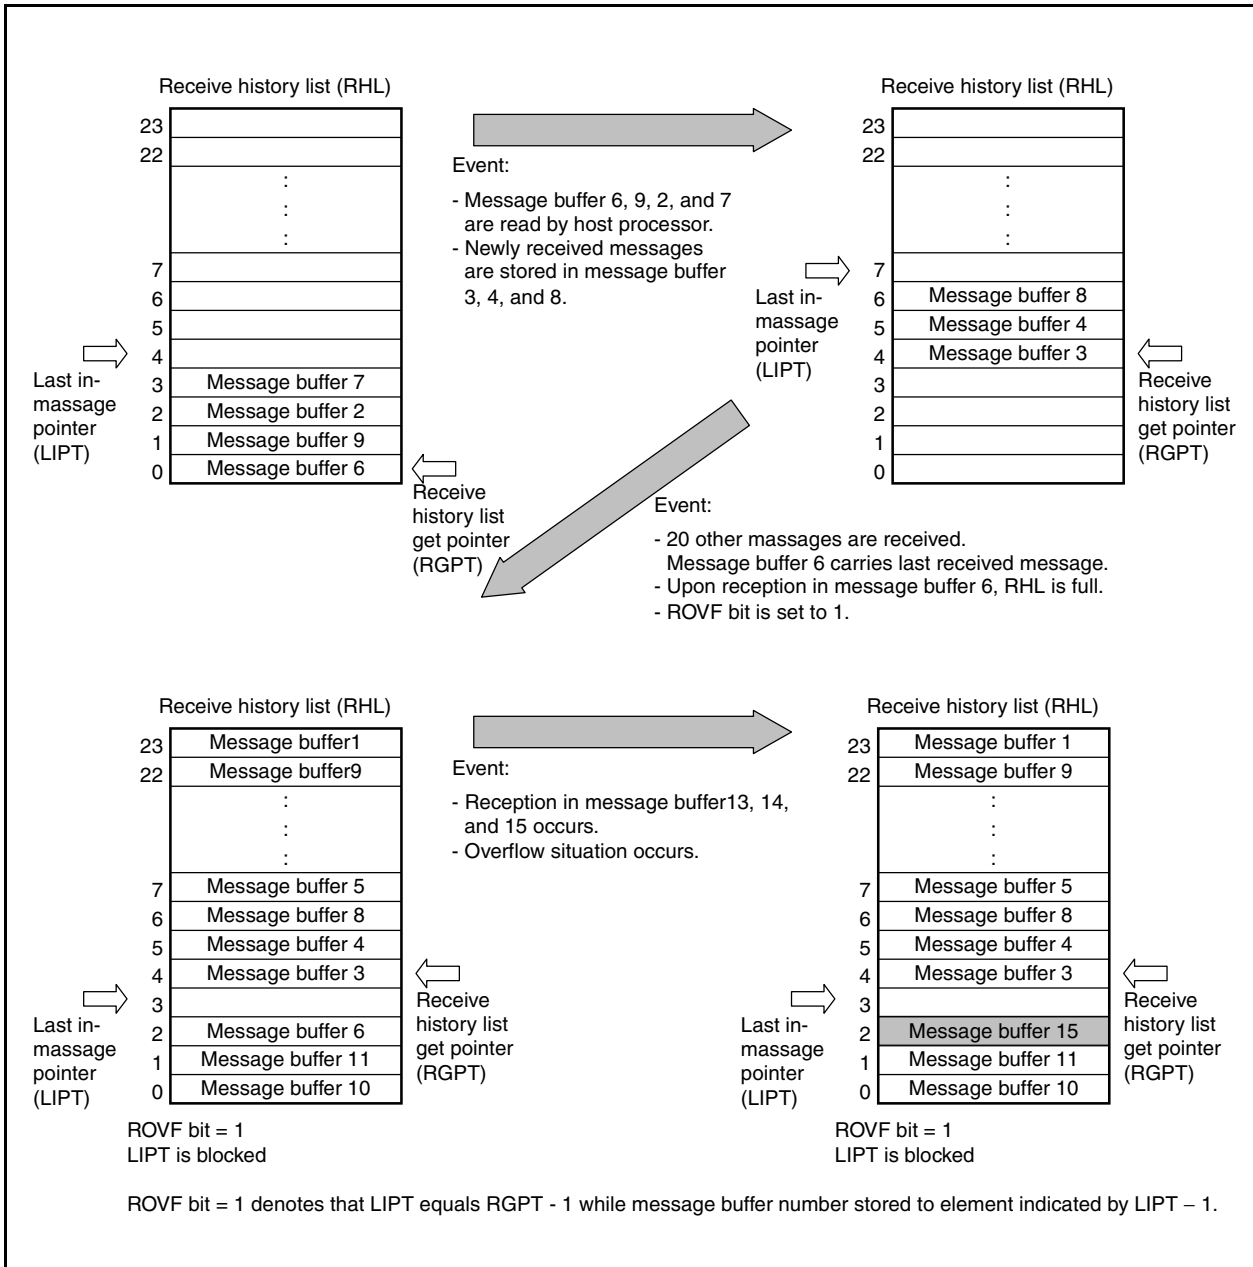 Receive history list (RHL)
23
22
:
:
:
7
6
5
4
3 Message buffer 7
2 Message buffer 2
1 Message buffer 9
0 Message buffer 6
Last in-
massage
pointer
(LIPT)
Receive
history list
get pointer
(RGPT)
Event:
- Message buffer 6, 9, 2, and 7
are read by host processor.
- Newly received messages
are stored in message buffer
3, 4, and 8.
Receive history list (RHL)
23
22
:
:
:
7
6 Message buffer 8
5 Message buffer 4
4 Message buffer 3
3
2
1
0
Last in-
massage
pointer
(LIPT)
Receive
history list
get pointer
(RGPT)
Event:
- 20 other massages are received.
Message buffer 6 carries last received message.
- Upon reception in message buffer 6, RHL is full.
- ROVF bit is set to 1.
Receive history list (RHL)
23 Message buffer1
22 Message buffer9
:
:
:
7 Message buffer 5
6 Message buffer 8
5 Message buffer 4
4 Message buffer 3
3
2 Message buffer 6
1 Message buffer 11
0 Message buffer 10
Last in-
massage
pointer
(LIPT)
Receive
history list
get pointer
(RGPT)
ROVF bit = 1
LIPT is blocked
Event:
- Reception in message buffer13, 14,
and 15 occurs.
- Overflow situation occurs.
Receive history list (RHL)
23 Message buffer 1
22 Message buffer 9
:
:
:
7 Message buffer 5
6 Message buffer 8
5 Message buffer 4
4 Message buffer 3
3
2 Message buffer 15
1 Message buffer 11
0 Message buffer 10
Last in-
massage
pointer
(LIPT)
Receive
history list
get pointer
(RGPT)
ROVF bit = 1
LIPT is blocked
ROVF bit = 1 denotes that LIPT equals RGPT - 1 while message buffer number stored to element indicated by LIPT – 1.